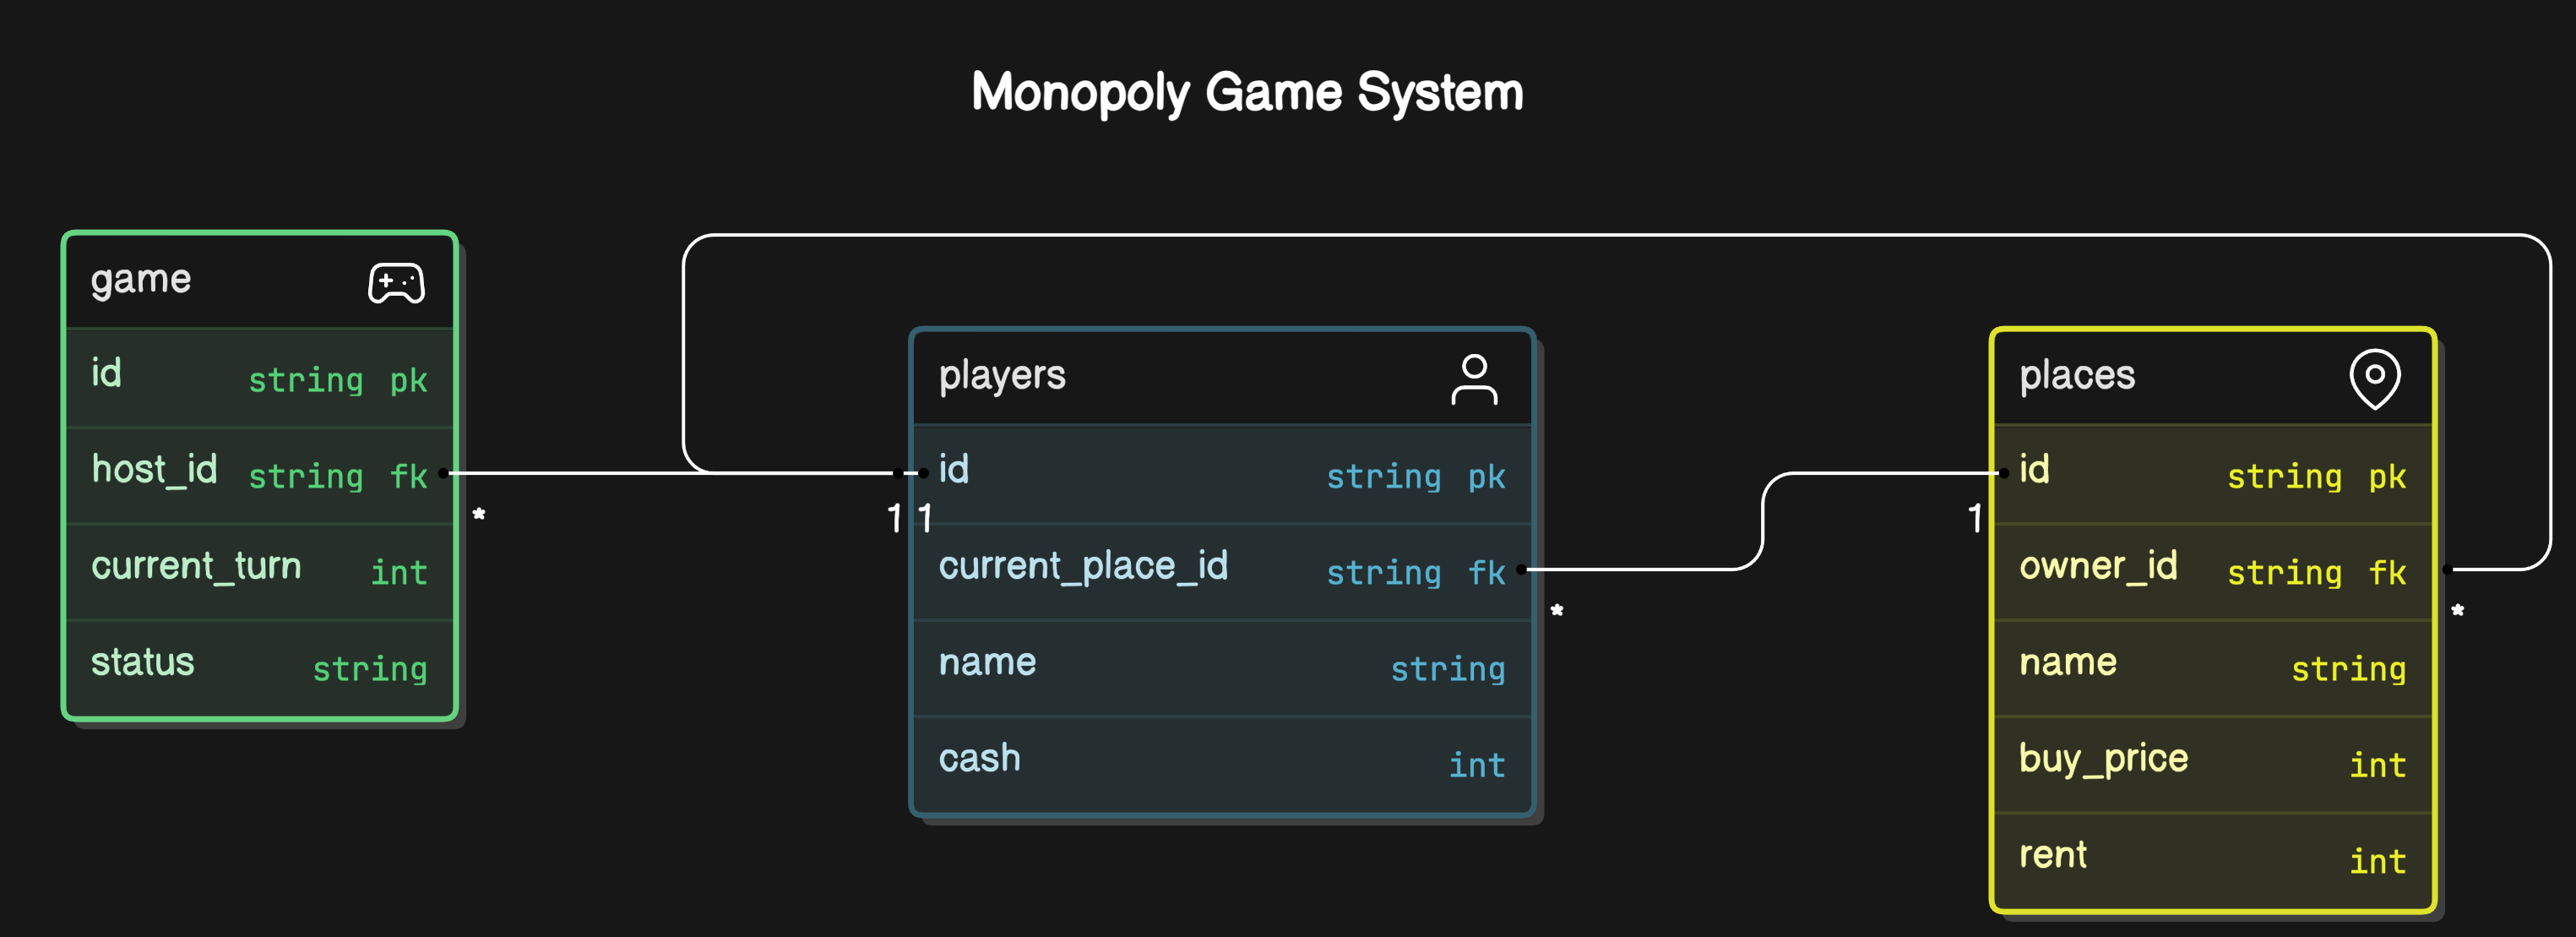 Monopoly Game System
game
id string pk
host_id string fk
*
current_turn int
status string
players
1 1
id string pk
current_place_id string fk
*
name string
cash int
places
1
id string pk
owner_id string fk
*
name string
buy_price int
rent int